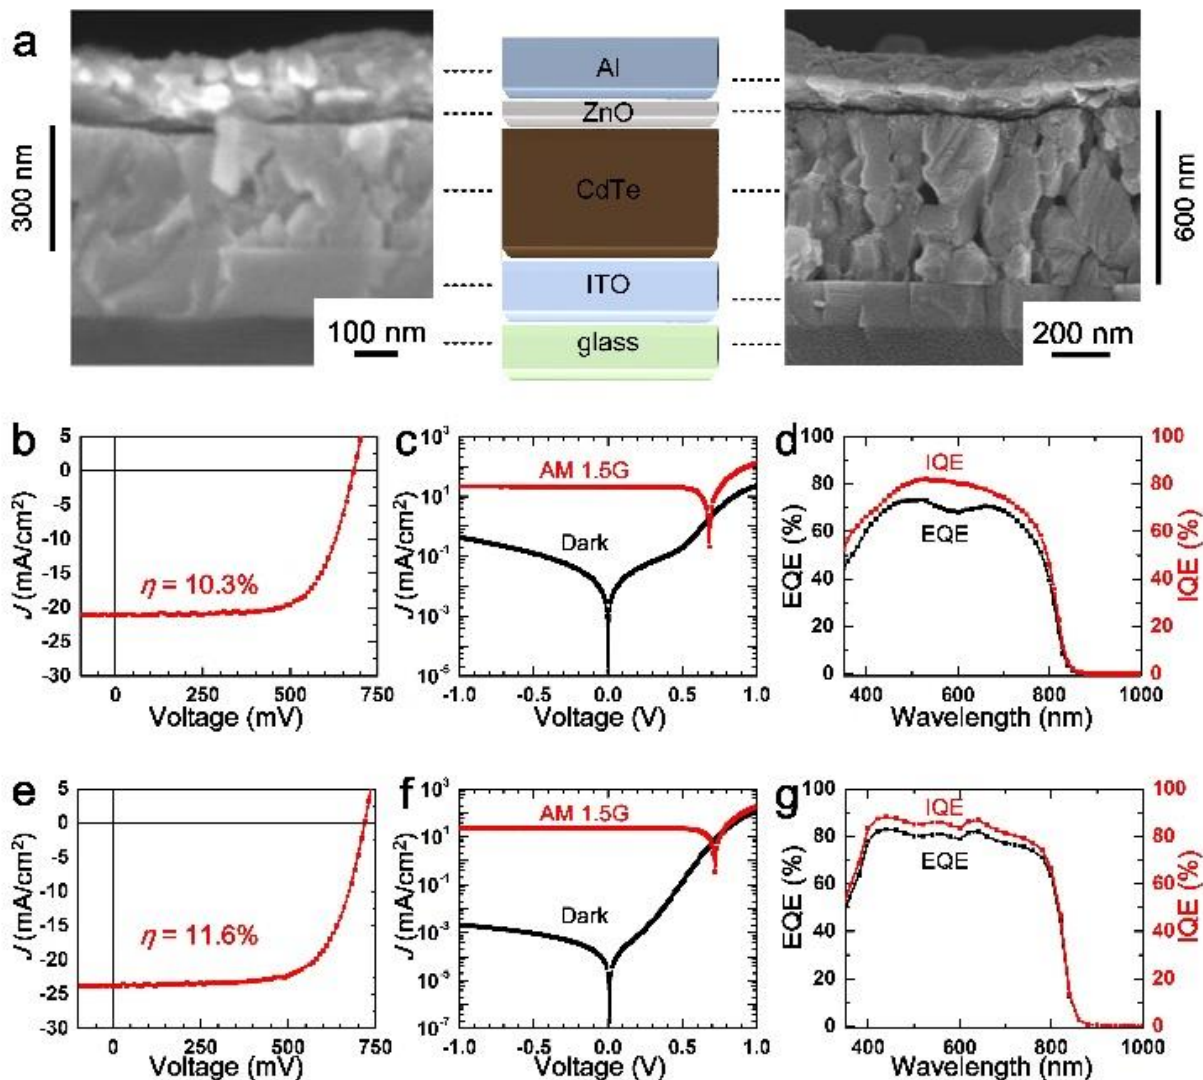 a
300 nm
100 nm
Al
ZnO
CdTe
ITO
glass
600 nm
200 nm
b
5
0
-5
-10
-15
-20
-25
-30
J (mA/cm²)
η = 10.3%
0 250 500 750
Voltage (mV)
c
10³
10¹
10⁻¹
10⁻³
10⁻⁵
J (mA/cm²)
AM 1.5G
Dark
-1.0 -0.5 0.0 0.5 1.0
Voltage (V)
d
100
80
60
40
20
0
EQE (%)
IQE
EQE
100
80
60
40
20
0
IQE (%)
400 600 800 1000
Wavelength (nm)
e
5
0
-5
-10
-15
-20
-25
-30
J (mA/cm²)
η = 11.6%
0 250 500 750
Voltage (mV)
f
10³
10¹
10⁻¹
10⁻³
10⁻⁵
10⁻⁷
J (mA/cm²)
AM 1.5G
Dark
-1.0 -0.5 0.0 0.5 1.0
Voltage (V)
g
100
80
60
40
20
0
EQE (%)
IQE
EQE
100
80
60
40
20
0
IQE (%)
400 600 800 1000
Wavelength (nm)